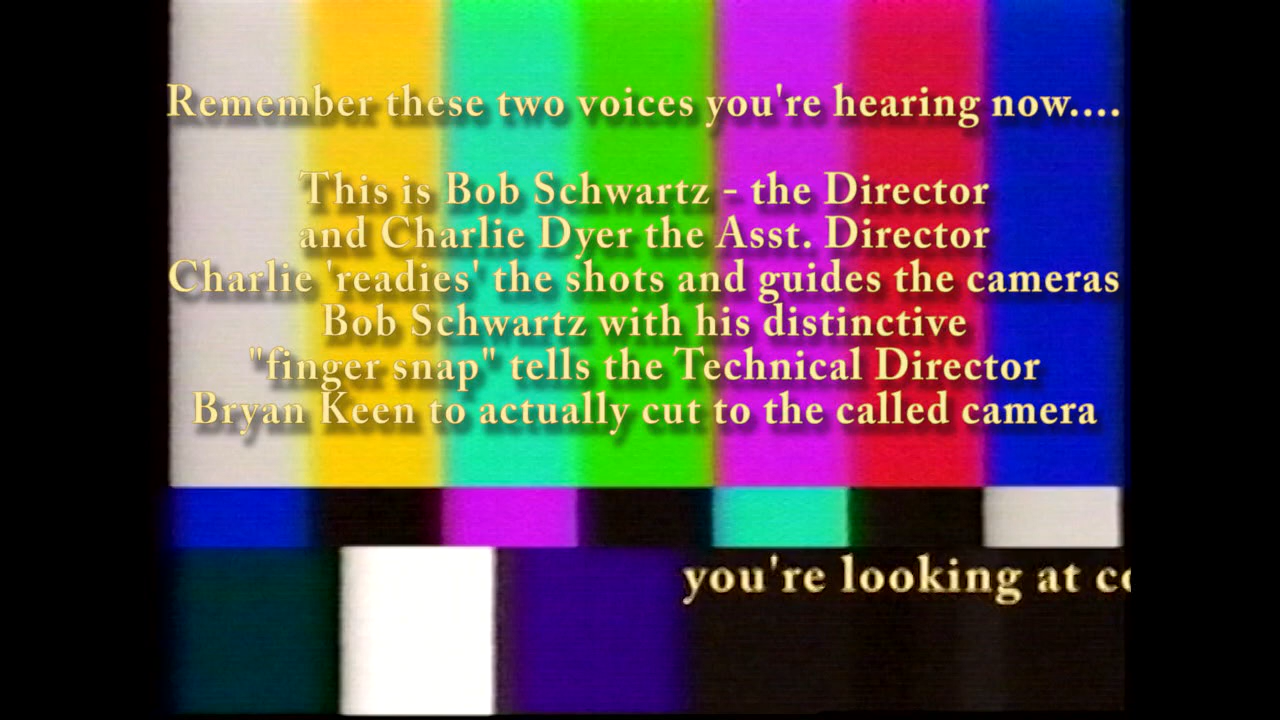 Remember these two voices you're hearing now....
This is Bob Schwartz - the Director
and Charlie Dyer the Asst. Director
Charlie 'readies' the shots and guides the cameras
Bob Schwartz with his distinctive
"finger snap" tells the Technical Director
Bryan Keen to actually cut to the called camera
you're looking at